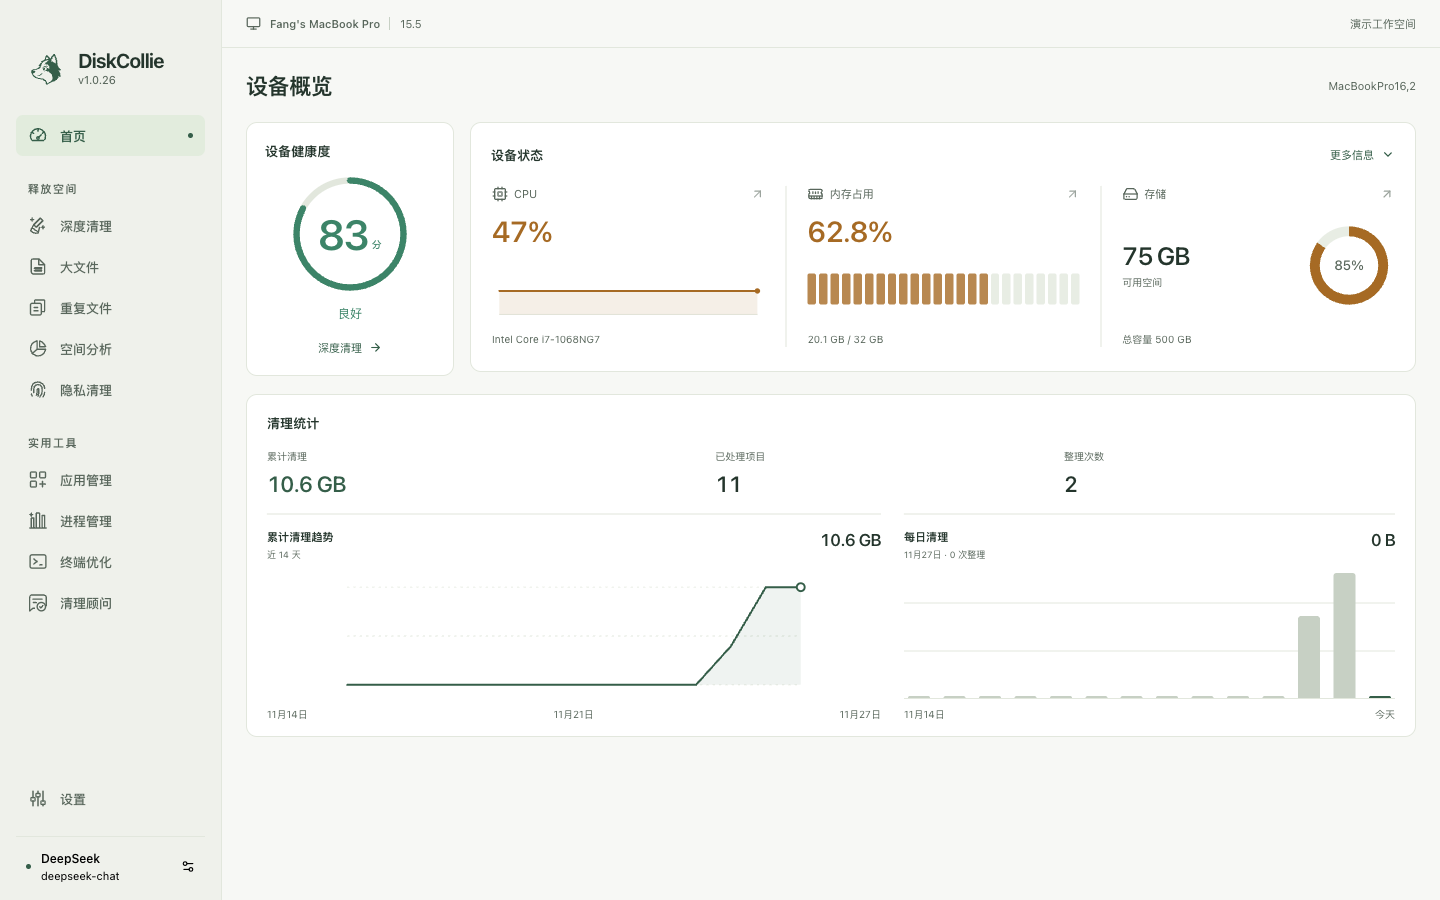 DiskCollie
v1.0.26
首页
释放空间
深度清理
大文件
重复文件
空间分析
隐私清理
实用工具
应用管理
进程管理
终端优化
清理顾问
设置
DeepSeek
deepseek-chat
Fang's MacBook Pro 15.5
演示工作空间
设备概览
MacBookPro16,2
设备健康度
83 分
良好
深度清理
设备状态
更多信息
CPU
47%
Intel Core i7-1068NG7
内存占用
62.8%
20.1 GB / 32 GB
存储
75 GB
可用空间
85%
总容量 500 GB
清理统计
累计清理
10.6 GB
已处理项目
11
整理次数
2
累计清理趋势
近 14 天
10.6 GB
11月14日 11月21日 11月27日
每日清理
11月27日 · 0 次整理
0 B
11月14日 今天